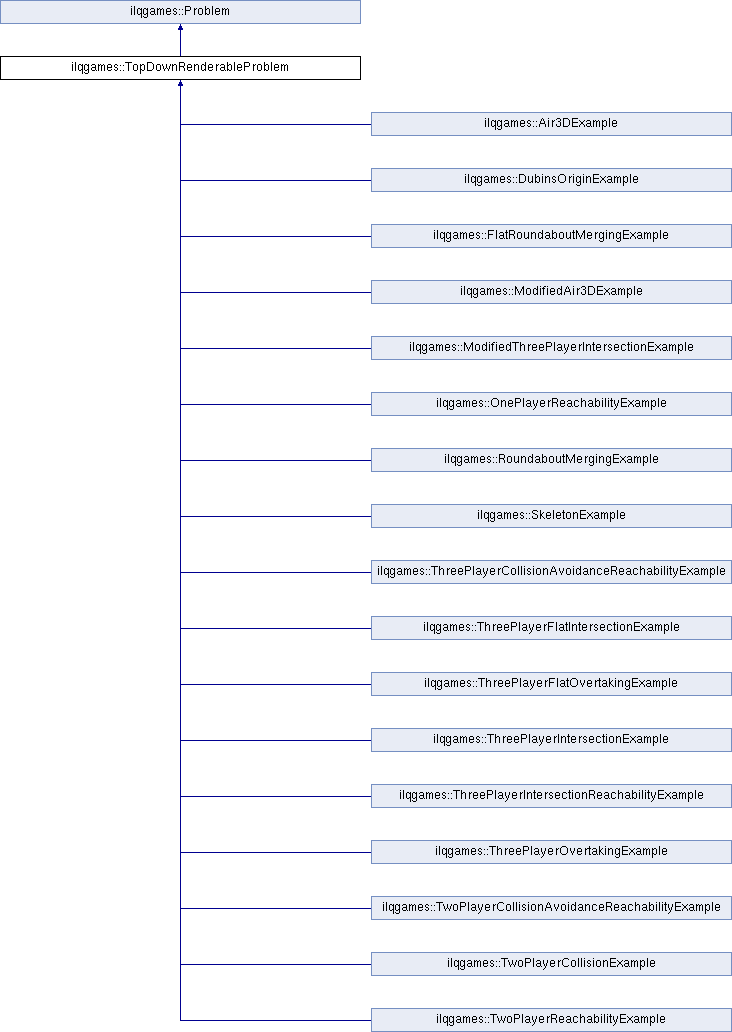 ilqgames::Problem
ilqgames::TopDownRenderableProblem
ilqgames::Air3DExample
ilqgames::DubinsOriginExample
ilqgames::FlatRoundaboutMergingExample
ilqgames::ModifiedAir3DExample
ilqgames::ModifiedThreePlayerIntersectionExample
ilqgames::OnePlayerReachabilityExample
ilqgames::RoundaboutMergingExample
ilqgames::SkeletonExample
ilqgames::ThreePlayerCollisionAvoidanceReachabilityExample
ilqgames::ThreePlayerFlatIntersectionExample
ilqgames::ThreePlayerFlatOvertakingExample
ilqgames::ThreePlayerIntersectionExample
ilqgames::ThreePlayerIntersectionReachabilityExample
ilqgames::ThreePlayerOvertakingExample
ilqgames::TwoPlayerCollisionAvoidanceReachabilityExample
ilqgames::TwoPlayerCollisionExample
ilqgames::TwoPlayerReachabilityExample